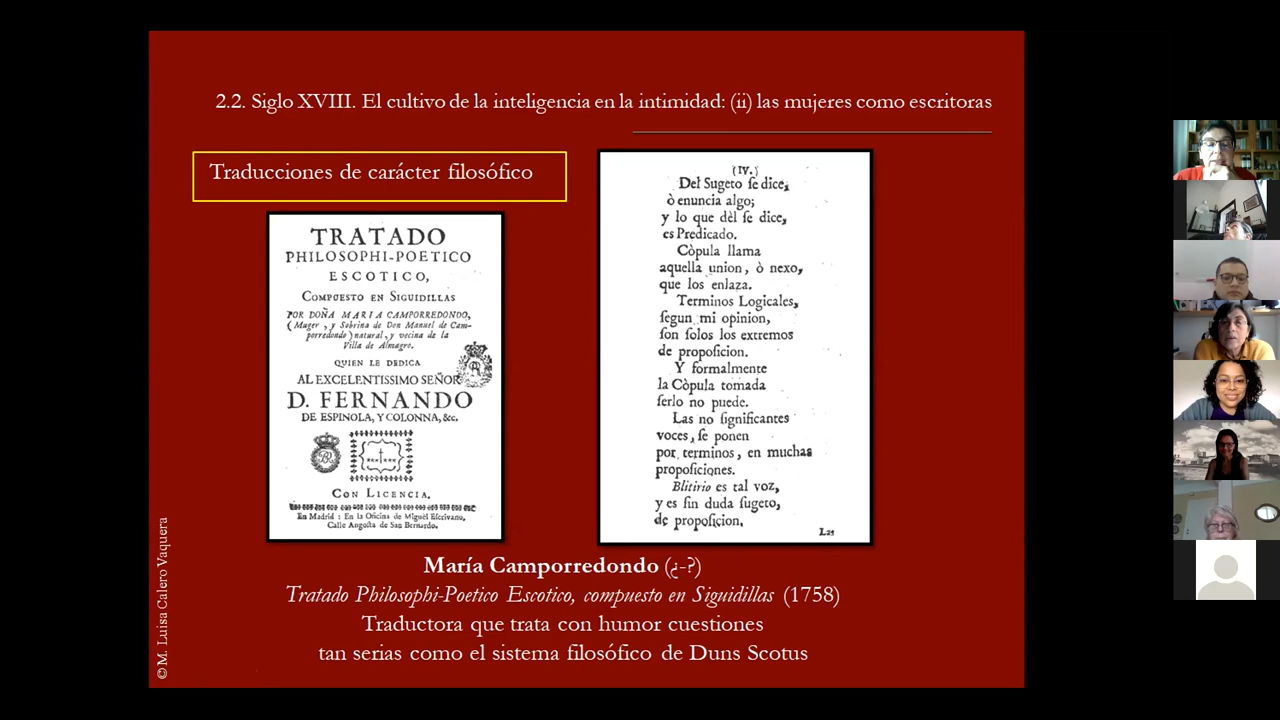 2.2. Siglo XVIII. El cultivo de la inteligencia en la intimidad: (ii) las mujeres como escritoras
Traducciones de carácter filosófico
TRATADO
PHILOSOPHI-POETICO
ESCOTICO,
COMPUESTO EN SIGUIDILLAS
POR DOÑA MARIA CAMPORREDONDO,
(Muger, y Sobrina de Don Manuel de Cam-
porredondo) natural, y vecina de la
Villa de Almagro.
QUIEN LE DEDICA
AL EXCELENTISSIMO SEÑOR
D. FERNANDO
DE ESPINOLA, Y COLONNA, &c.
CON LICENCIA.
En Madrid: En la Oficina de Miguèl Escrivano,
Calle Angosta de San Bernardo.
(IV.)
Del Sugeto ſe dice,
ò enuncia algo;
y lo que dèl ſe dice,
es Predicado.
Còpula llama
aquella union, ò nexo,
que los enlaza.
Terminos Logicales,
ſegun mi opinion,
ſon ſolos los extremos
de propoſicion.
Y formalmente
la Còpula tomada
ſerlo no puede.
Las no ſignificantes
voces, ſe ponen
por terminos, en muchas
propoſiciones.
Blitirio es tal voz,
y es ſin duda ſugeto,
de propoſicion.
Las
María Camporredondo (¿-?)
Tratado Philosophi-Poetico Escotico, compuesto en Siguidillas (1758)
Traductora que trata con humor cuestiones
tan serias como el sistema filosófico de Duns Scotus
© M. Luisa Calero Vaquera